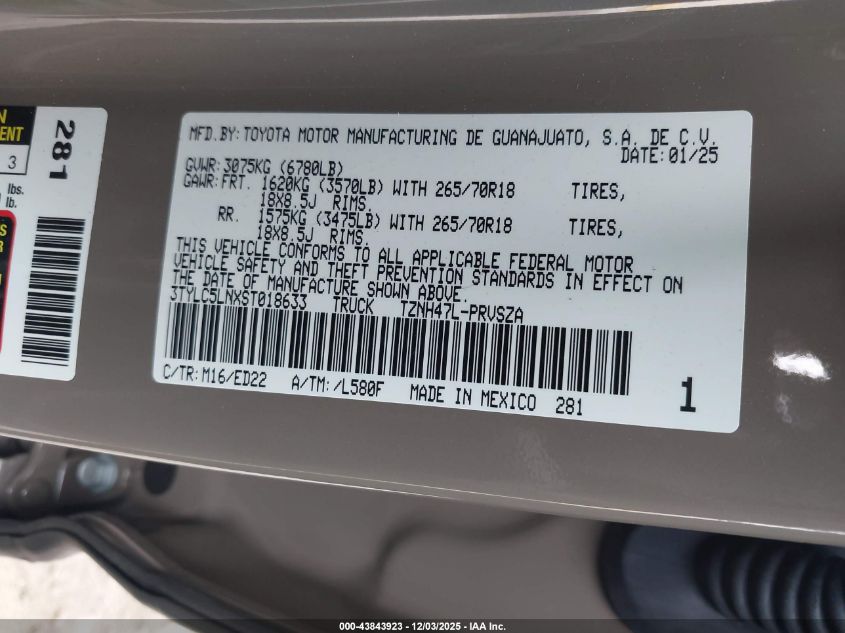 N
ENT
3
lbs.
lb.
S
R
281
MFD.BY:TOYOTA MOTOR MANUFACTURING DE GUANAJUATO, S.A. DE C.V.
DATE:01/25
GVWR:3075KG (6780LB)
GAWR:FRT. 1620KG (3570LB) WITH 265/70R18 TIRES,
18X8.5J RIMS.
RR. 1575KG (3475LB) WITH 265/70R18 TIRES,
18X8.5J RIMS.
THIS VEHICLE CONFORMS TO ALL APPLICABLE FEDERAL MOTOR
VEHICLE SAFETY AND THEFT PREVENTION STANDARDS IN EFFECT ON
THE DATE OF MANUFACTURE SHOWN ABOVE.
3TYLC5LNXST018633 TRUCK TZNH47L-PRVSZA
C/TR:M16/ED22 A/TM:/L580F MADE IN MEXICO 281
1
000-43843923 - 12/03/2025 - IAA Inc.